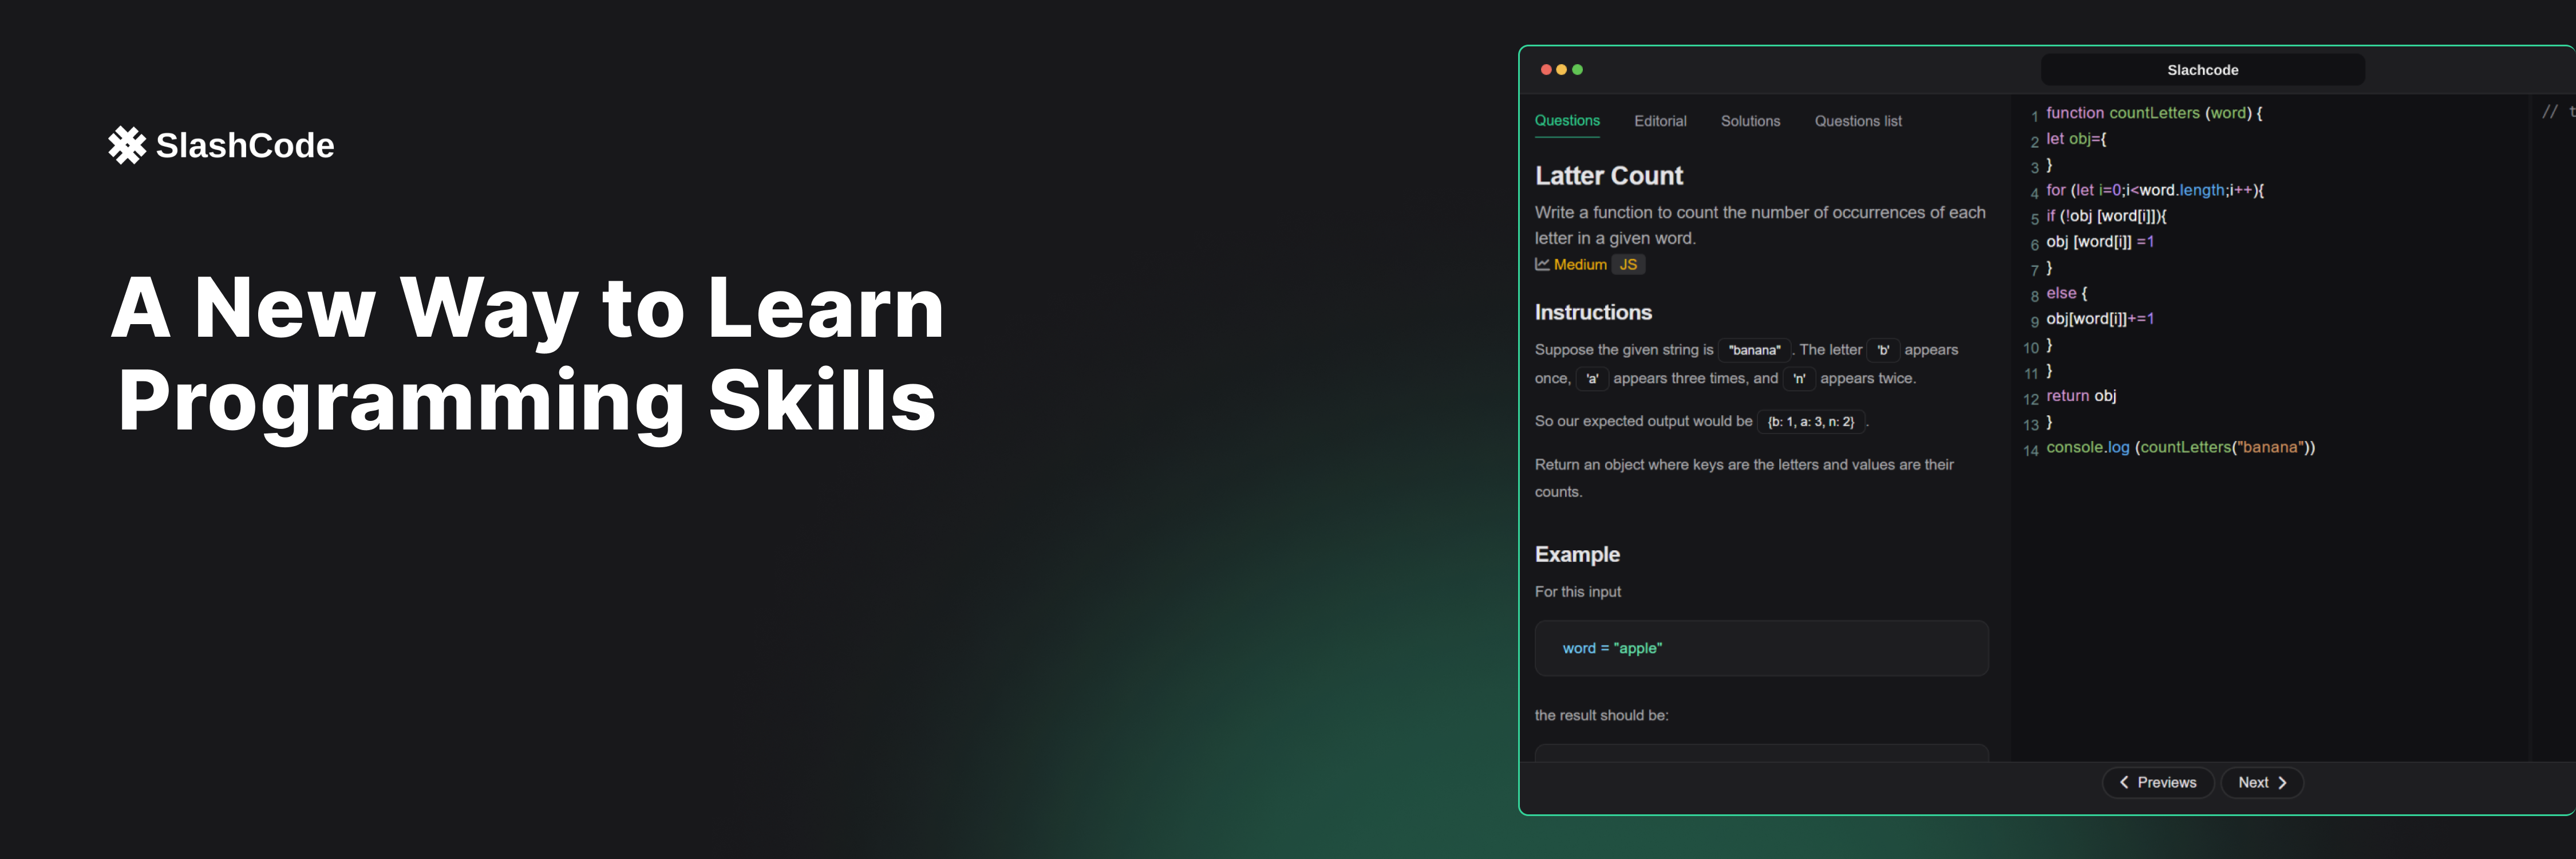 SlashCode
A New Way to Learn
Programming Skills
Slachcode
Questions Editorial Solutions Questions list
Latter Count
Write a function to count the number of occurrences of each
letter in a given word.
Medium JS
Instructions
Suppose the given string is "banana" . The letter 'b' appears
once, 'a' appears three times, and 'n' appears twice.
So our expected output would be {b: 1, a: 3, n: 2} .
Return an object where keys are the letters and values are their
counts.
Example
For this input
word = "apple"
the result should be:
1 function countLetters (word) {
2 let obj={
3 }
4 for (let i=0;i<word.length;i++){
5 if (!obj [word[i]]){
6 obj [word[i]] =1
7 }
8 else {
9 obj[word[i]]+=1
10 }
11 }
12 return obj
13 }
14 console.log (countLetters("banana"))
// t
Previews Next